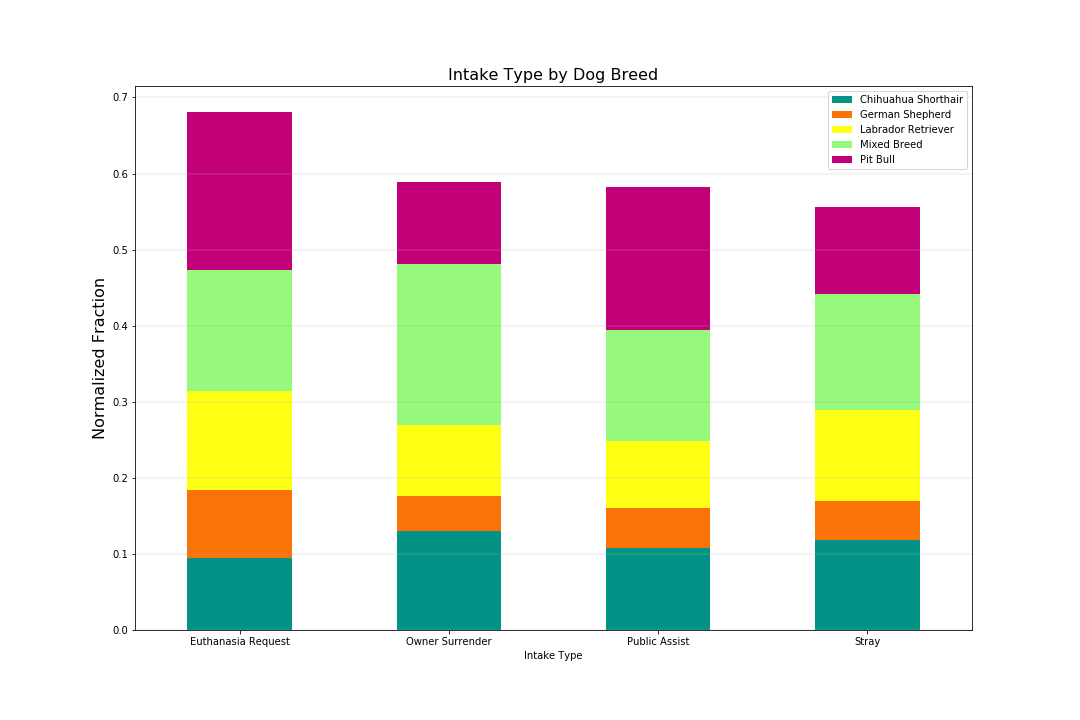 Intake Type by Dog Breed
Chihuahua Shorthair
German Shepherd
Labrador Retriever
Mixed Breed
Pit Bull
Normalized Fraction
0.7
0.6
0.5
0.4
0.3
0.2
0.1
0.0
Euthanasia Request Owner Surrender Public Assist Stray
Intake Type